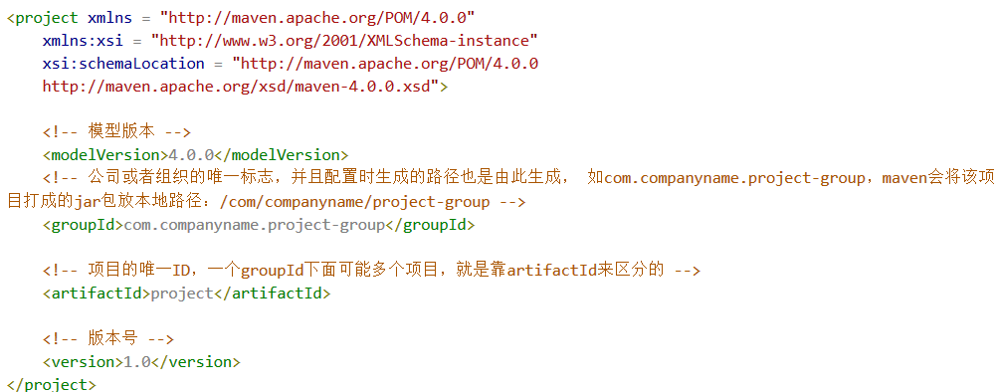 <project xmlns = "http://maven.apache.org/POM/4.0.0"
    xmlns:xsi = "http://www.w3.org/2001/XMLSchema-instance"
    xsi:schemaLocation = "http://maven.apache.org/POM/4.0.0
    http://maven.apache.org/xsd/maven-4.0.0.xsd">
    <!-- 模型版本 -->
    <modelVersion>4.0.0</modelVersion>
    <!-- 公司或者组织的唯一标志，并且配置时生成的路径也是由此生成， 如com.companyname.project-group，maven会将该项
目打成的jar包放本地路径：/com/companyname/project-group -->
    <groupId>com.companyname.project-group</groupId>
    <!-- 项目的唯一ID，一个groupId下面可能多个项目，就是靠artifactId来区分的 -->
    <artifactId>project</artifactId>
    <!-- 版本号 -->
    <version>1.0</version>
</project>